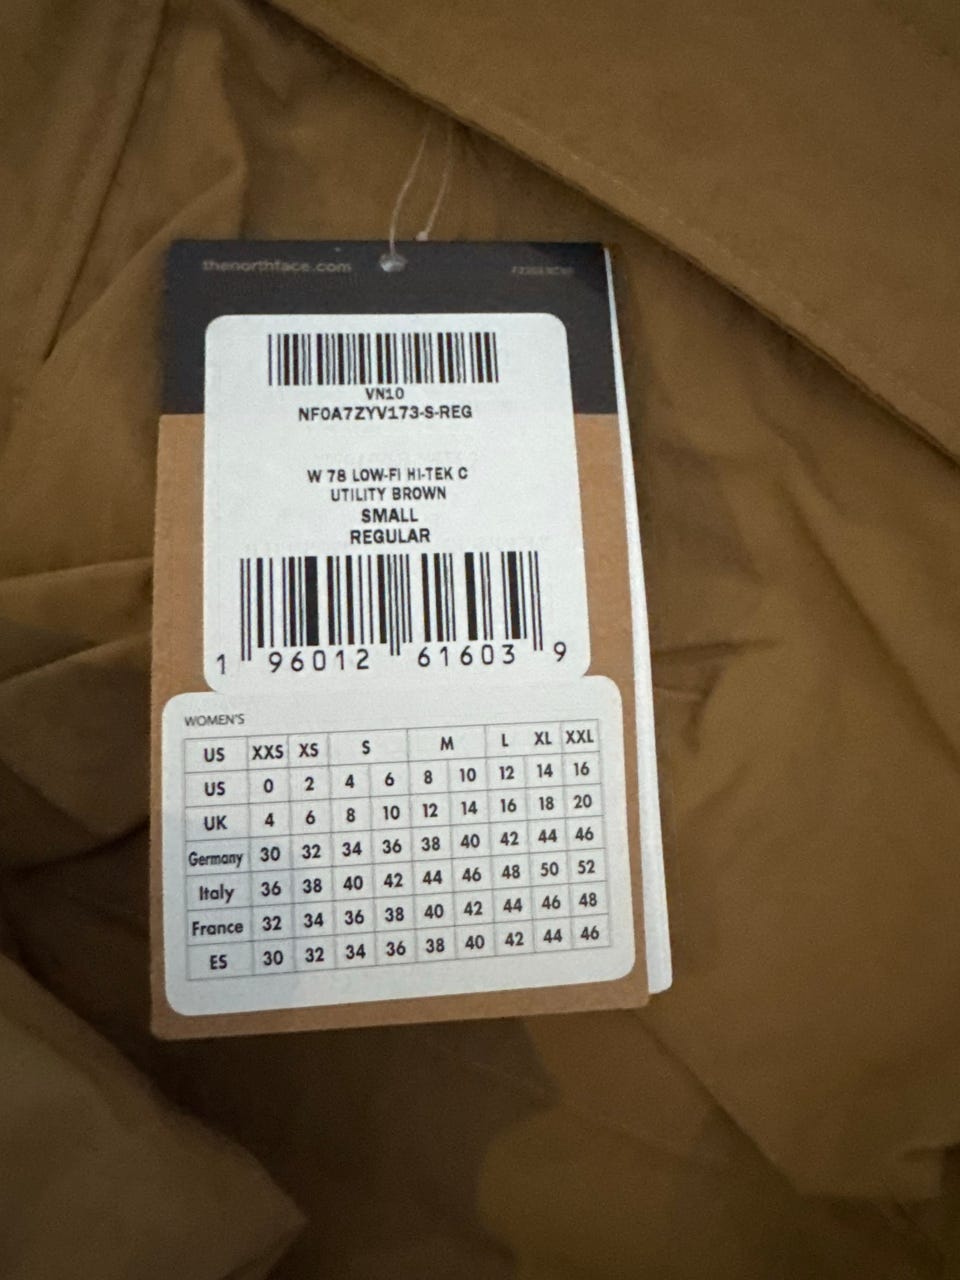 thenorthface.com
VN10
NF0A7ZYV173-S-REG
W 78 LOW-FI HI-TEK C
UTILITY BROWN
SMALL
REGULAR
1 96012 61603 9
WOMEN'S
US XXS XS S M L XL XXL
US 0 2 4 6 8 10 12 14 16
UK 4 6 8 10 12 14 16 18 20
Germany 30 32 34 36 38 40 42 44 46
Italy 36 38 40 42 44 46 48 50 52
France 32 34 36 38 40 42 44 46 48
ES 30 32 34 36 38 40 42 44 46